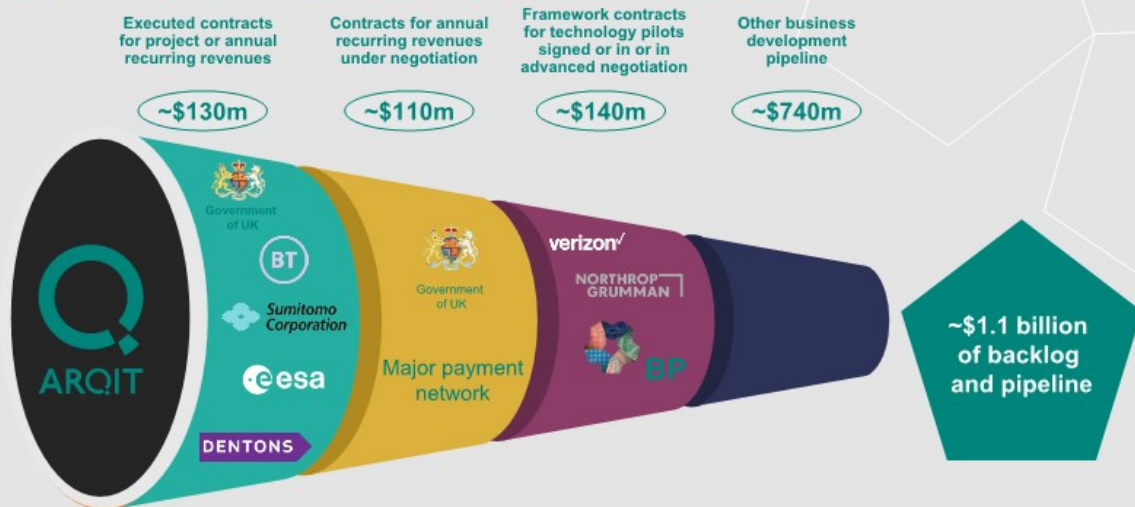 Executed contracts
for project or annual
recurring revenues
~$130m
Contracts for annual
recurring revenues
under negotiation
~$110m
Framework contracts
for technology pilots
signed or in or in
advanced negotiation
~$140m
Other business
development
pipeline
~$740m
ARQIT
Government
of UK
BT
Sumitomo
Corporation
esa
DENTONS
Government
of UK
Major payment
network
verizon✓
NORTHROP
GRUMMAN
BP
~$1.1 billion
of backlog
and pipeline